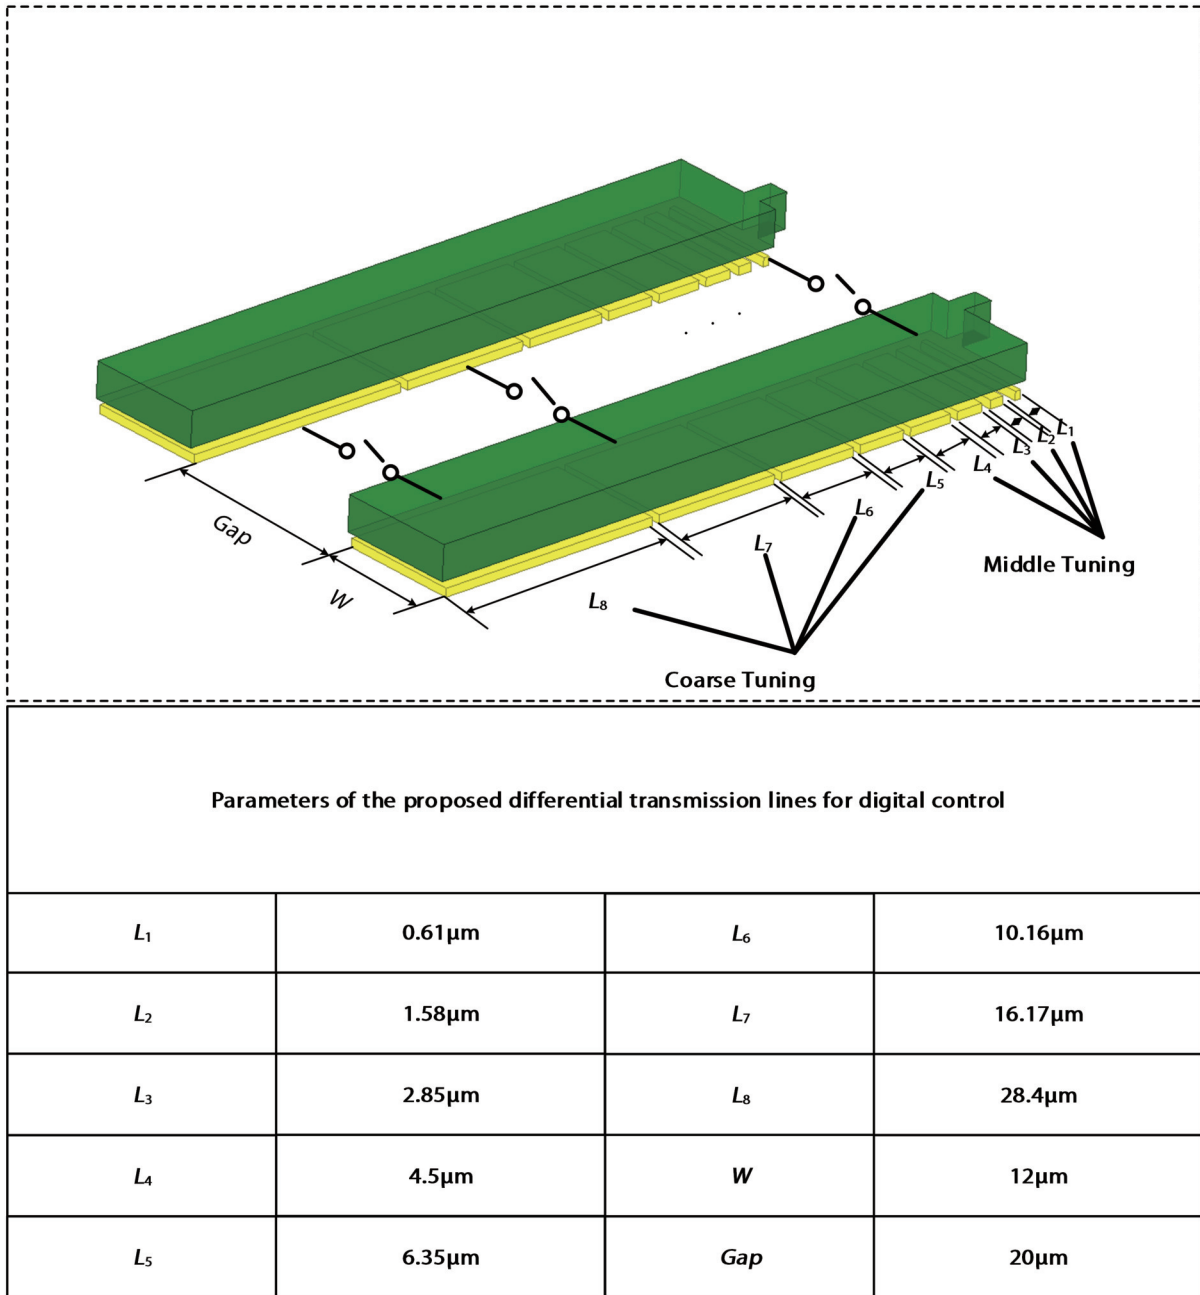 L₁
L₂
L₃
L₄
L₅
L₆
L₇
L₈
Gap
W
Middle Tuning
Coarse Tuning
Parameters of the proposed differential transmission lines for digital control
L₁ 0.61μm L₆ 10.16μm
L₂ 1.58μm L₇ 16.17μm
L₃ 2.85μm L₈ 28.4μm
L₄ 4.5μm W 12μm
L₅ 6.35μm Gap 20μm